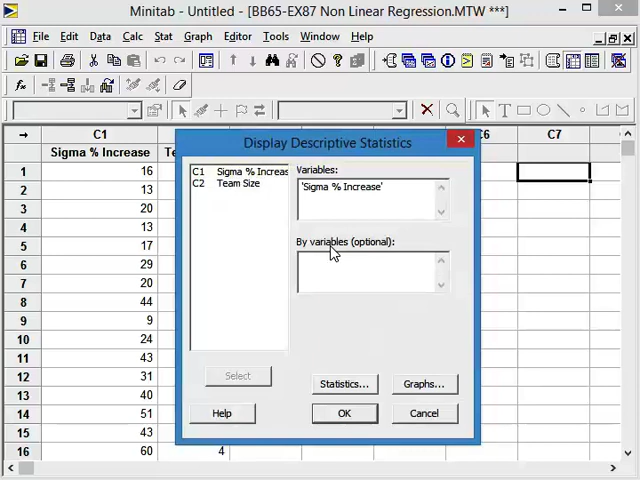 Minitab - Untitled - [BB65-EX87 Non Linear Regression.MTW ***]
File Edit Data Calc Stat Graph Editor Tools Window Help
C1 C6 C7
Sigma % Increase
Display Descriptive Statistics
C1 Sigma % Increas
C2 Team Size
Variables:
'Sigma % Increase'
By variables (optional):
Select
Statistics... Graphs...
Help OK Cancel
1 16
2 13
3 20
4 13
5 17
6 29
7 20
8 44
9 9
10 24
11 43
12 31
13 40
14 51
15 43
16 60 4